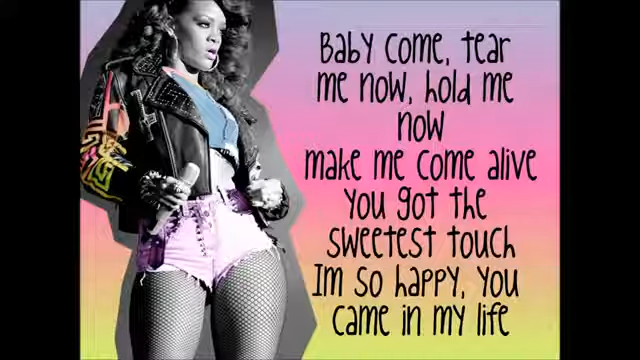 Baby come, tear
me now, hold me
now
make me come alive
You got the
sweetest touch
Im so happy, you
came in my life